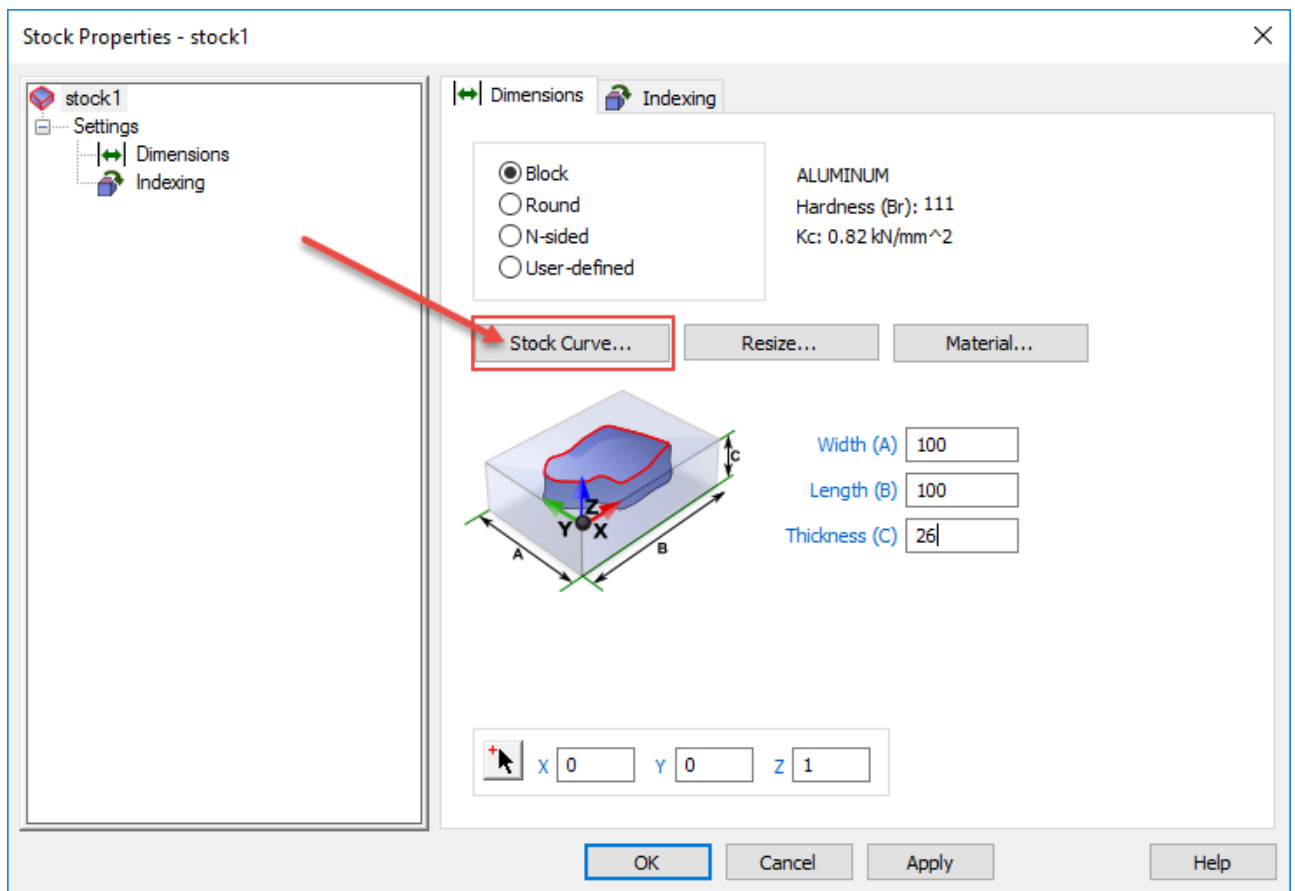 Stock Properties - stock1
stock1
Settings
Dimensions
Indexing
Dimensions Indexing
Block
Round
N-sided
User-defined
ALUMINUM
Hardness (Br): 111
Kc: 0.82 kN/mm^2
Stock Curve... Resize... Material...
Z
Y X
A
B
C
Width (A) 100
Length (B) 100
Thickness (C) 26
X 0 Y 0 Z 1
OK Cancel Apply Help